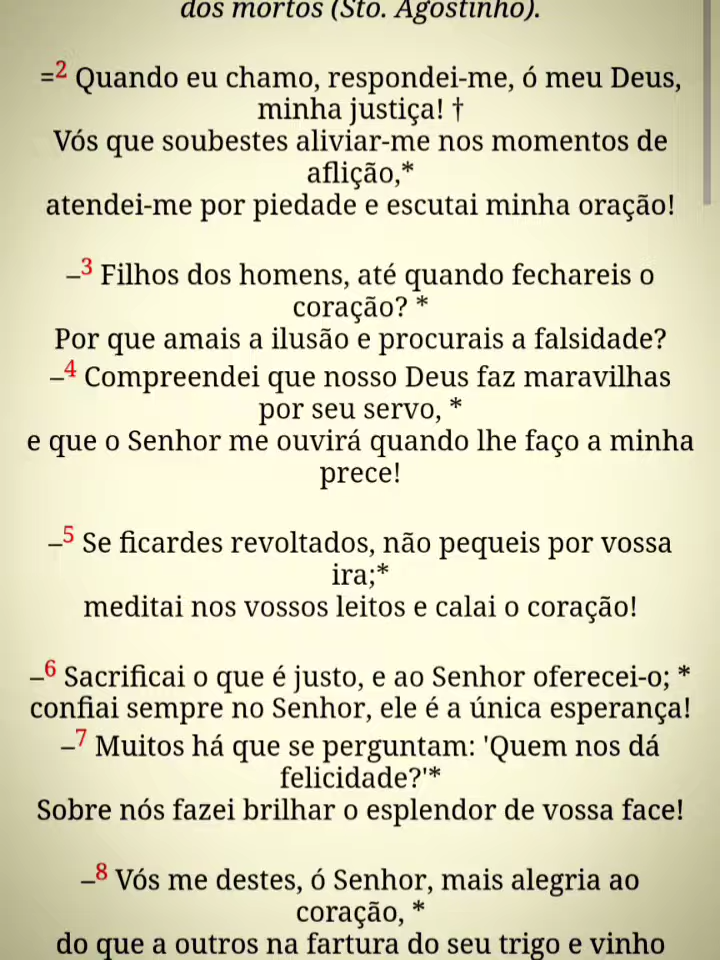 dos mortos (Sto. Agostinho).
=2 Quando eu chamo, respondei-me, ó meu Deus,
minha justiça! †
Vós que soubestes aliviar-me nos momentos de
aflição,*
atendei-me por piedade e escutai minha oração!
–3 Filhos dos homens, até quando fechareis o
coração? *
Por que amais a ilusão e procurais a falsidade?
–4 Compreendei que nosso Deus faz maravilhas
por seu servo, *
e que o Senhor me ouvirá quando lhe faço a minha
prece!
–5 Se ficardes revoltados, não pequeis por vossa
ira;*
meditai nos vossos leitos e calai o coração!
–6 Sacrificai o que é justo, e ao Senhor oferecei-o; *
confiai sempre no Senhor, ele é a única esperança!
–7 Muitos há que se perguntam: 'Quem nos dá
felicidade?'*
Sobre nós fazei brilhar o esplendor de vossa face!
–8 Vós me destes, ó Senhor, mais alegria ao
coração, *
do que a outros na fartura do seu trigo e vinho